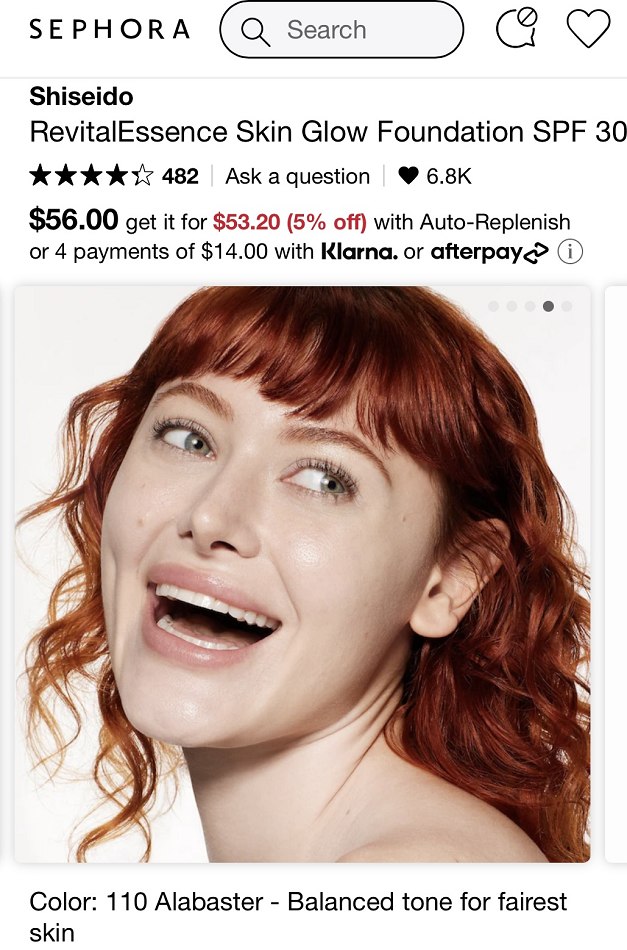 SEPHORA Search
Shiseido
RevitalEssence Skin Glow Foundation SPF 30
482 Ask a question 6.8K
$56.00 get it for $53.20 (5% off) with Auto-Replenish
or 4 payments of $14.00 with Klarna. or afterpay
Color: 110 Alabaster - Balanced tone for fairest
skin